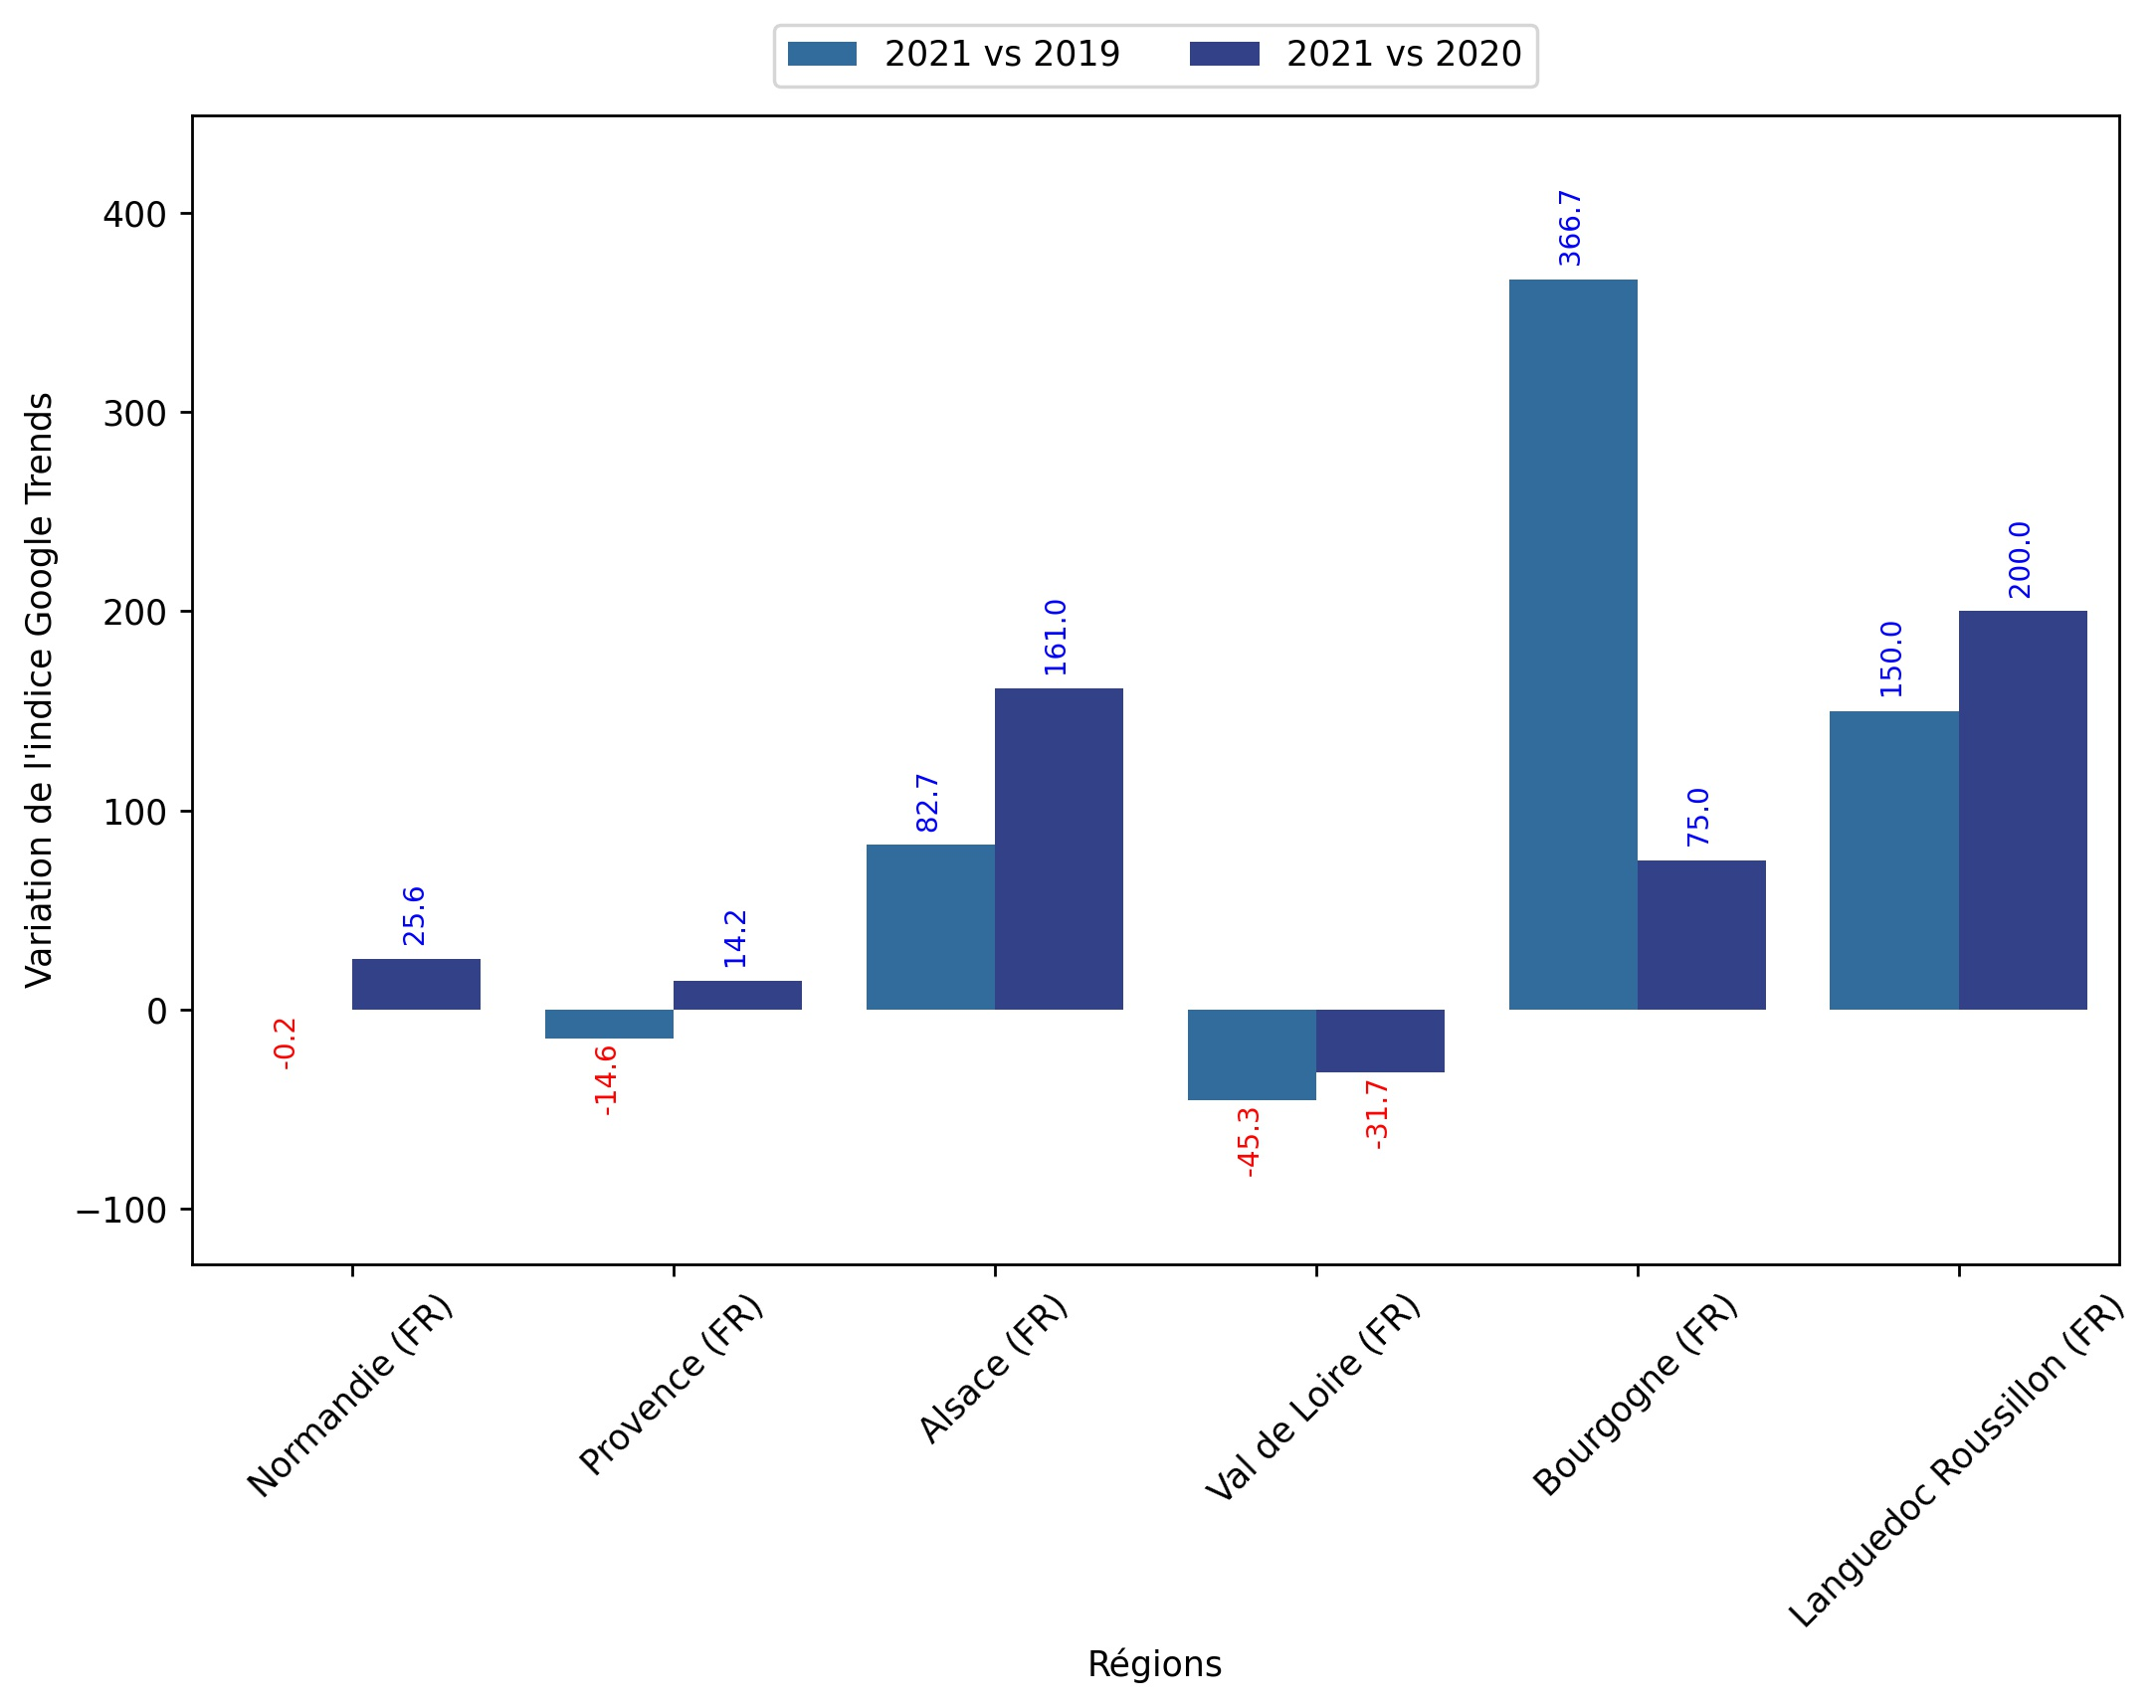 2021 vs 2019
2021 vs 2020
Variation de l'indice Google Trends
400
300
200
100
0
−100
-0.2
25.6
-14.6
14.2
82.7
161.0
-45.3
-31.7
366.7
75.0
150.0
200.0
Normandie (FR)
Provence (FR)
Alsace (FR)
Val de Loire (FR)
Bourgogne (FR)
Languedoc Roussillon (FR)
Régions